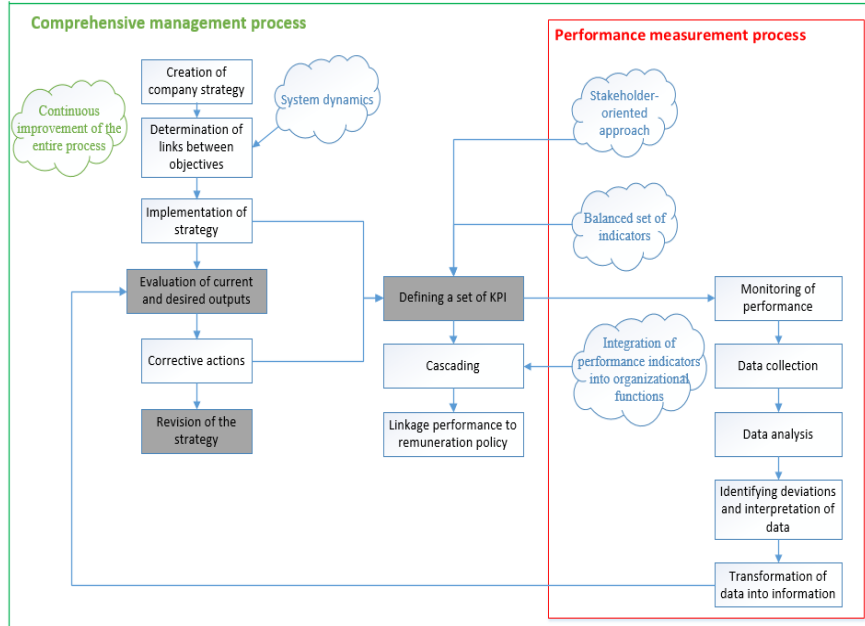 Comprehensive management process
Performance measurement process
Creation of
company strategy
System dynamics
Stakeholder-
oriented
approach
Continuous
improvement of the
entire process
Determination of
links between
objectives
Implementation of
strategy
Balanced set of
indicators
Evaluation of current
and desired outputs
Defining a set of KPI
Monitoring of
performance
Corrective actions
Cascading
Integration of
performance indicators
into organizational
functions
Data collection
Revision of the
strategy
Linkage performance to
remuneration policy
Data analysis
Identifying deviations
and interpretation of
data
Transformation of
data into information